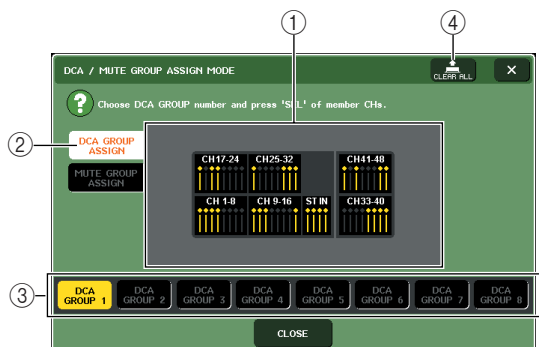 ① ④
DCA / MUTE GROUP ASSIGN MODE
CLEAR ALL
×
? Choose DCA GROUP number and press 'SEL' of member CHs.
② DCA GROUP
ASSIGN
MUTE GROUP
ASSIGN
CH17-24 CH25-32 CH41-48
CH 1-8 CH 9-16 ST IN CH33-40
③ DCA GROUP 1 DCA GROUP 2 DCA GROUP 3 DCA GROUP 4 DCA GROUP 5 DCA GROUP 6 DCA GROUP 7 DCA GROUP 8
CLOSE